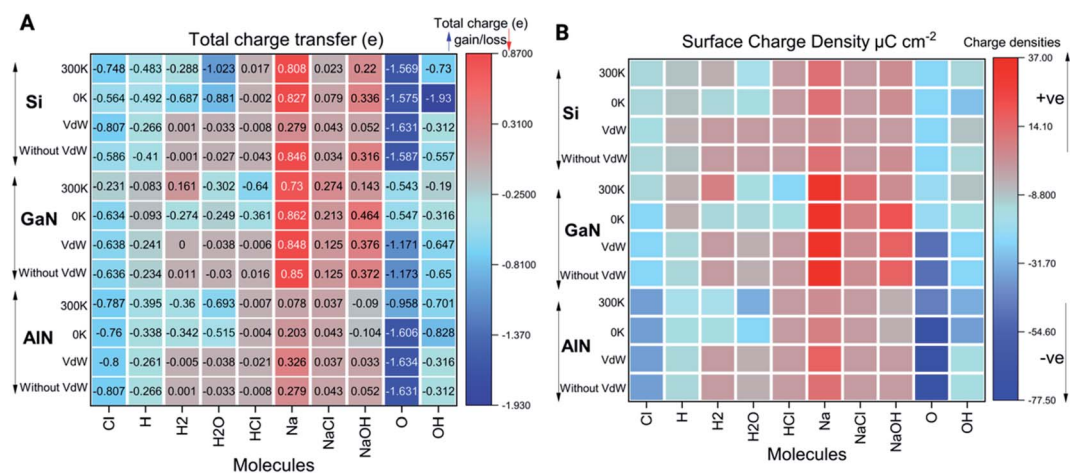 A
Total charge transfer (e)
Total charge (e)
gain/loss
Si
300K -0.748 -0.483 -0.288 -1.023 0.017 0.808 0.023 0.22 -1.569 -0.73
0K -0.564 -0.492 -0.687 -0.881 -0.002 0.827 0.079 0.336 -1.575 -1.93
VdW -0.807 -0.266 0.001 -0.033 -0.008 0.279 0.043 0.052 -1.631 -0.312
Without VdW -0.586 -0.41 -0.001 -0.027 -0.043 0.846 0.034 0.316 -1.587 -0.557
GaN
300K -0.231 -0.083 0.161 -0.302 -0.64 0.73 0.274 0.143 -0.543 -0.19
0K -0.634 -0.093 -0.274 -0.249 -0.361 0.862 0.213 0.464 -0.547 -0.316
VdW -0.638 -0.241 0 -0.038 -0.006 0.848 0.125 0.376 -1.171 -0.647
Without VdW -0.636 -0.234 0.011 -0.03 0.016 0.85 0.125 0.372 -1.173 -0.65
AlN
300K -0.787 -0.395 -0.36 -0.693 -0.007 0.078 0.037 -0.09 -0.958 -0.701
0K -0.76 -0.338 -0.342 -0.515 -0.004 0.203 0.043 -0.104 -1.606 -0.828
VdW -0.8 -0.261 -0.005 -0.038 -0.021 0.326 0.037 0.033 -1.634 -0.316
Without VdW -0.807 -0.266 0.001 -0.033 -0.008 0.279 0.043 0.052 -1.631 -0.312
Cl H H2 H2O HCl Na NaCl NaOH O OH
Molecules
0.8700
0.3100
-0.2500
-0.8100
-1.370
-1.930
B
Surface Charge Density μC cm-2
Charge densities
Si
300K
0K
VdW
Without VdW
GaN
300K
0K
VdW
Without VdW
AlN
300K
0K
VdW
Without VdW
Cl H H2 H2O HCl Na NaCl NaOH O OH
Molecules
37.00
14.10
-8.800
-31.70
-54.60
-77.50
+ve
-ve